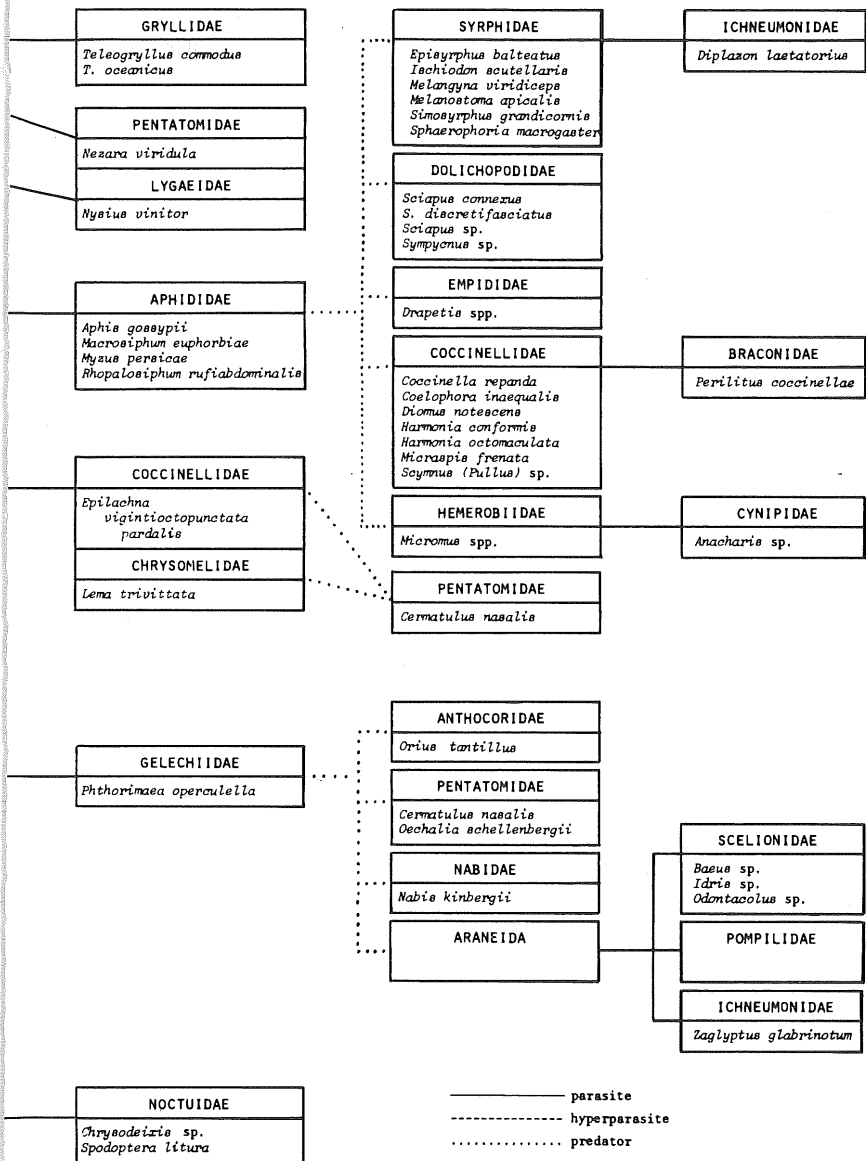 GRYLLIDAE
Teleogryllus commodus
T. oceanicus
PENTATOMIDAE
Nezara viridula
LYGAEIDAE
Nysius vinitor
APHIDIDAE
Aphis gossypii
Macrosiphum euphorbiae
Myzus persicae
Rhopalosiphum rufiabdominalis
COCCINELLIDAE
Epilachna
vigintioctopunctata
pardalis
CHRYSOMELIDAE
Lema trivittata
GELECHIIDAE
Phthorimaea operculella
NOCTUIDAE
Chrysodeixis sp.
Spodoptera litura
SYRPHIDAE
Episyrphus balteatus
Ischiodon scutellaris
Melangyna viridiceps
Melanostoma apicalis
Simosyrphus grandicornis
Sphaerophoria macrogaster
DOLICHOPODIDAE
Sciapus connexus
S. discretifasciatus
Sciapus sp.
Sympycnus sp.
EMPIDIDAE
Drapetis spp.
COCCINELLIDAE
Coccinella repanda
Coelophora inaequalis
Diomus notescens
Harmonia conformis
Harmonia octomaculata
Micraspis frenata
Scymnus (Pullus) sp.
HEMEROBIIDAE
Micromus spp.
PENTATOMIDAE
Cermatulus nasalis
ANTHOCORIDAE
Orius tantillus
PENTATOMIDAE
Cermatulus nasalis
Oechalia schellenbergii
NABIDAE
Nabis kinbergii
ARANEIDA
ICHNEUMONIDAE
Diplazon laetatorius
BRACONIDAE
Perilitus coccinellae
CYNIPIDAE
Anacharis sp.
SCELIONIDAE
Baeus sp.
Idris sp.
Odontacolus sp.
POMPILIDAE
ICHNEUMONIDAE
Zaglyptus glabrinotum
parasite
hyperparasite
predator